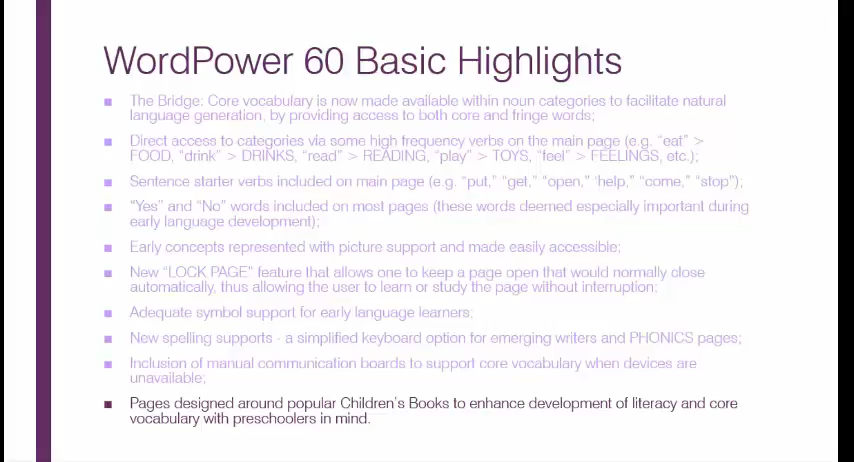 WordPower 60 Basic Highlights
■ The Bridge: Core vocabulary is now made available within noun categories to facilitate natural
language generation, by providing access to both core and fringe words;
■ Direct access to categories via some high frequency verbs on the main page (e.g. “eat” >
FOOD, “drink” > DRINKS, “read” > READING, “play” > TOYS, “feel” > FEELINGS, etc.);
■ Sentence starter verbs included on main page (e.g. “put,” “get,” “open,” ‘help,” “come,” “stop”);
■ “Yes” and “No” words included on most pages (these words deemed especially important during
early language development);
■ Early concepts represented with picture support and made easily accessible;
■ New “LOCK PAGE” feature that allows one to keep a page open that would normally close
automatically, thus allowing the user to learn or study the page without interruption;
■ Adequate symbol support for early language learners;
■ New spelling supports - a simplified keyboard option for emerging writers and PHONICS pages;
■ Inclusion of manual communication boards to support core vocabulary when devices are
unavailable;
■ Pages designed around popular Children’s Books to enhance development of literacy and core
vocabulary with preschoolers in mind.